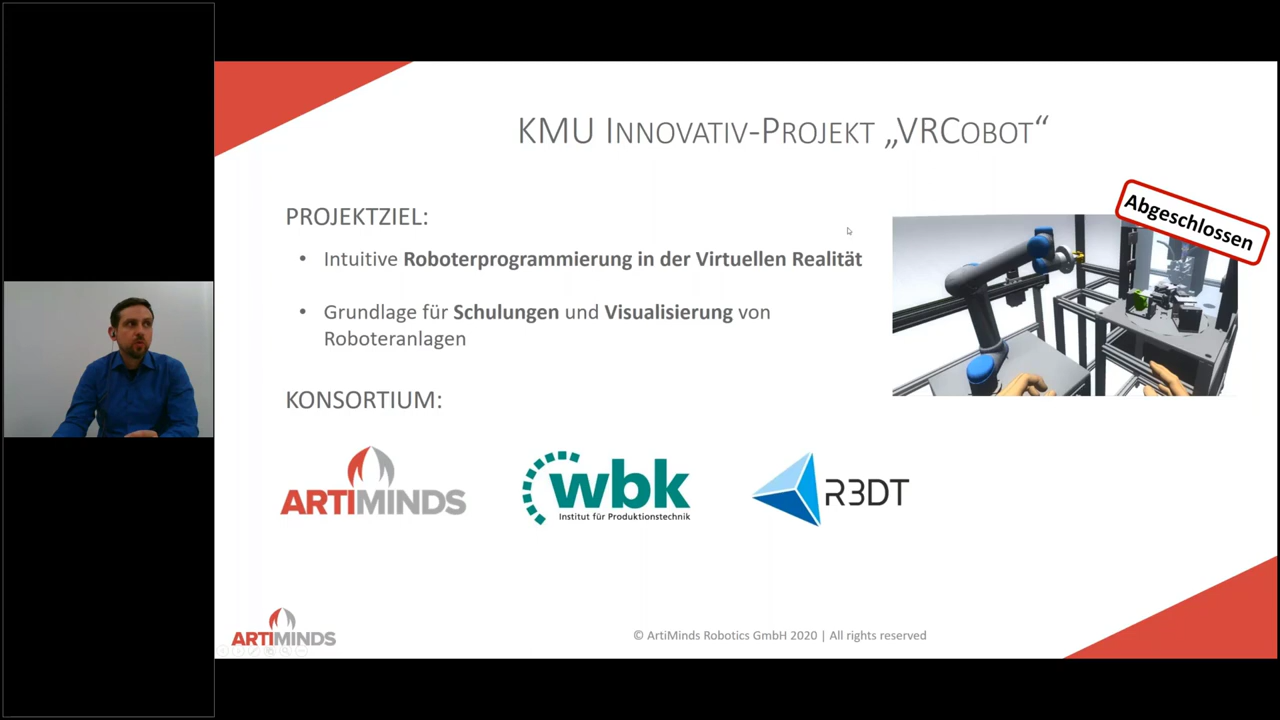 KMU INNOVATIV-PROJEKT „VRCOBOT“
Abgeschlossen
PROJEKTZIEL:
• Intuitive Roboterprogrammierung in der Virtuellen Realität
• Grundlage für Schulungen und Visualisierung von
Roboteranlagen
KONSORTIUM:
ARTIMINDS
wbk
Institut für Produktionstechnik
R3DT
ARTIMINDS
© ArtiMinds Robotics GmbH 2020 | All rights reserved